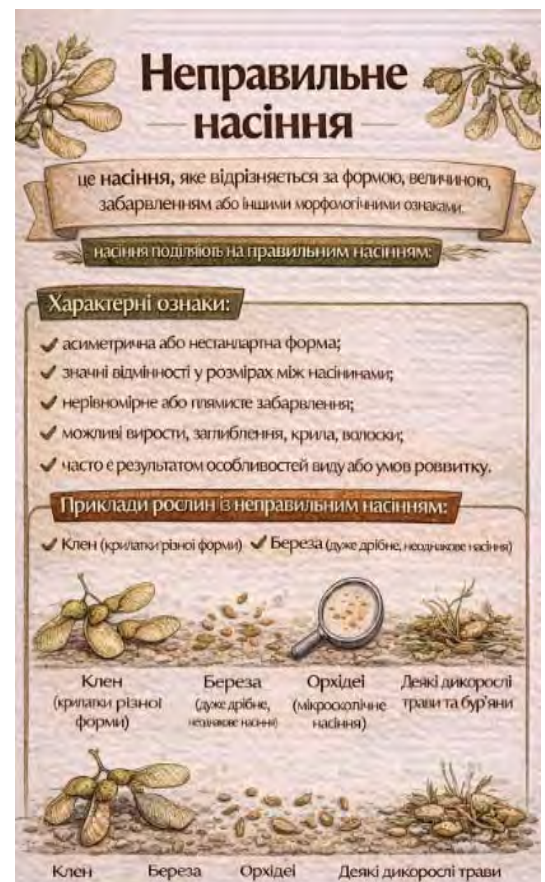 Неправильне
насіння
це насіння, яке відрізняється за формою, величиною,
забарвленням або іншими морфологічними ознаками.
насіння поділяють на правильним насінням:
Характерні ознаки:
асиметрична або нестандартна форма;
значні відмінності у розмірах між насінинами;
нерівномірне або плямисте забарвлення;
можливі вирости, заглиблення, крила, волоски;
часто є результатом особливостей виду або умов роввитку.
Приклади рослин із неправильним насінням:
Клен (крилатки різної форми) Береза (дуже дрібне, неоднакове насіння)
Клен
(крилатки різної
форми)
Береза
(дуже дрібне,
неоднакове насіння)
Орхідеі
(мікроскопічне
насіння)
Деякі дикорослі
трави та бур'яни
Клен Береза Орхідеі Деякі дикорослі трави